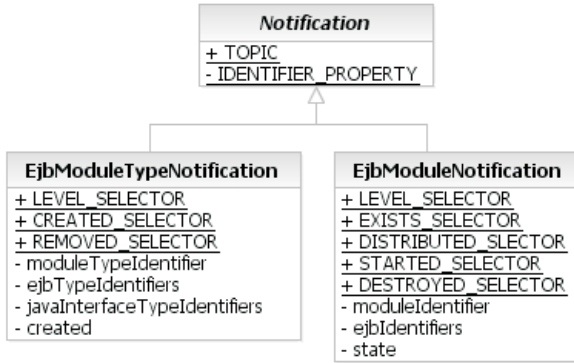 Notification
+ TOPIC
- IDENTIFIER_PROPERTY
EjbModuleTypeNotification
+ LEVEL_SELECTOR
+ CREATED_SELECTOR
+ REMOVED_SELECTOR
- moduleTypeIdentifier
- ejbTypeIdentifiers
- javaInterfaceTypeIdentifiers
- created
EjbModuleNotification
+ LEVEL_SELECTOR
+ EXISTS_SELECTOR
+ DISTRIBUTED_SLECTOR
+ STARTED_SELECTOR
+ DESTROYED_SELECTOR
- moduleIdentifier
- ejbIdentifiers
- state